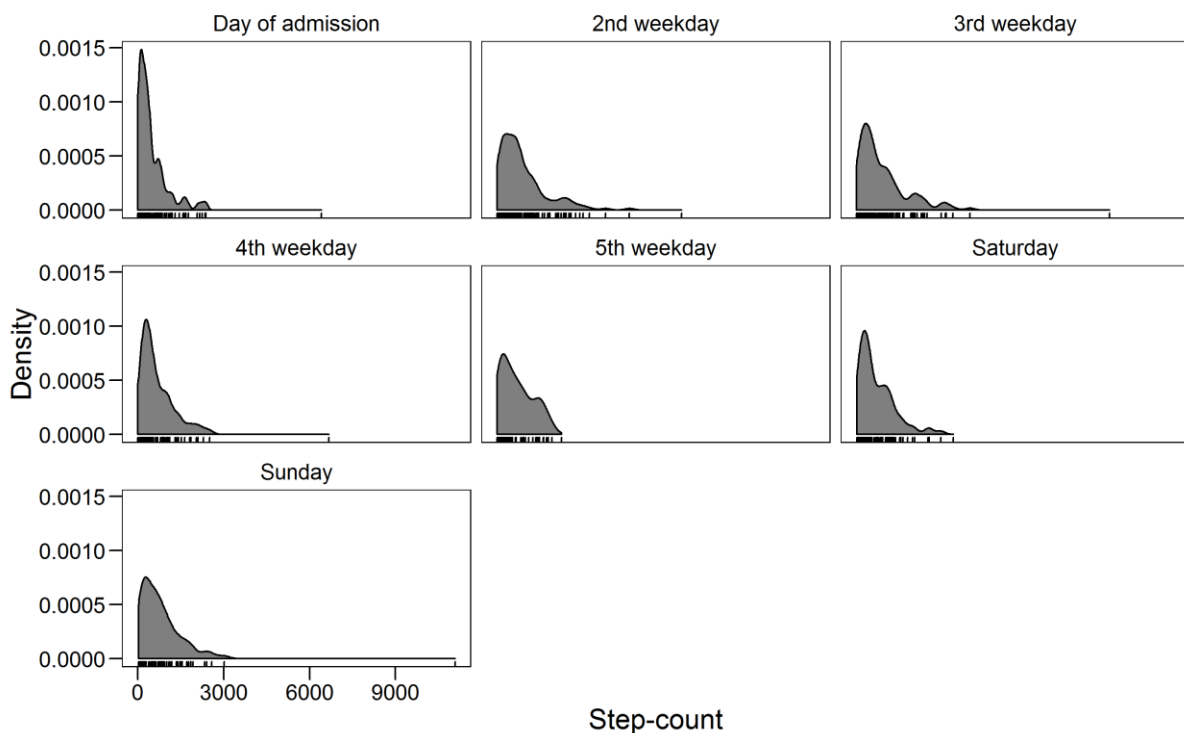 Day of admission 2nd weekday 3rd weekday
0.0015
0.0010
0.0005
0.0000
4th weekday 5th weekday Saturday
0.0015
0.0010
0.0005
0.0000
Density
Sunday
0.0015
0.0010
0.0005
0.0000
0 3000 6000 9000
Step-count